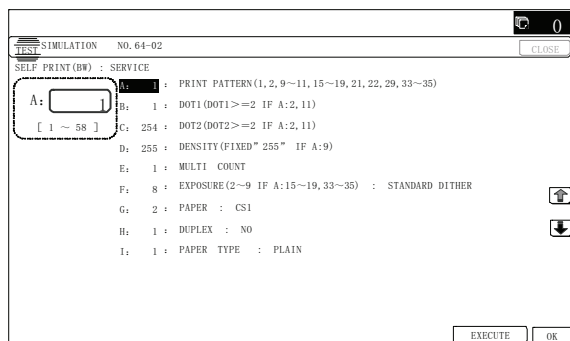 0
TEST SIMULATION NO.64-02
CLOSE
SELF PRINT(BW) : SERVICE
A: 1
[ 1 ~ 58 ]
A: 1 : PRINT PATTERN(1,2,9~11,15~19,21,22,29,33~35)
B: 1 : DOT1(DOT1>=2 IF A:2,11)
C: 254 : DOT2(DOT2>=2 IF A:2,11)
D: 255 : DENSITY(FIXED"255" IF A:9)
E: 1 : MULTI COUNT
F: 8 : EXPOSURE(2~9 IF A:15~19,33~35) : STANDARD DITHER
G: 2 : PAPER : CS1
H: 1 : DUPLEX : NO
I: 1 : PAPER TYPE : PLAIN
EXECUTE OK